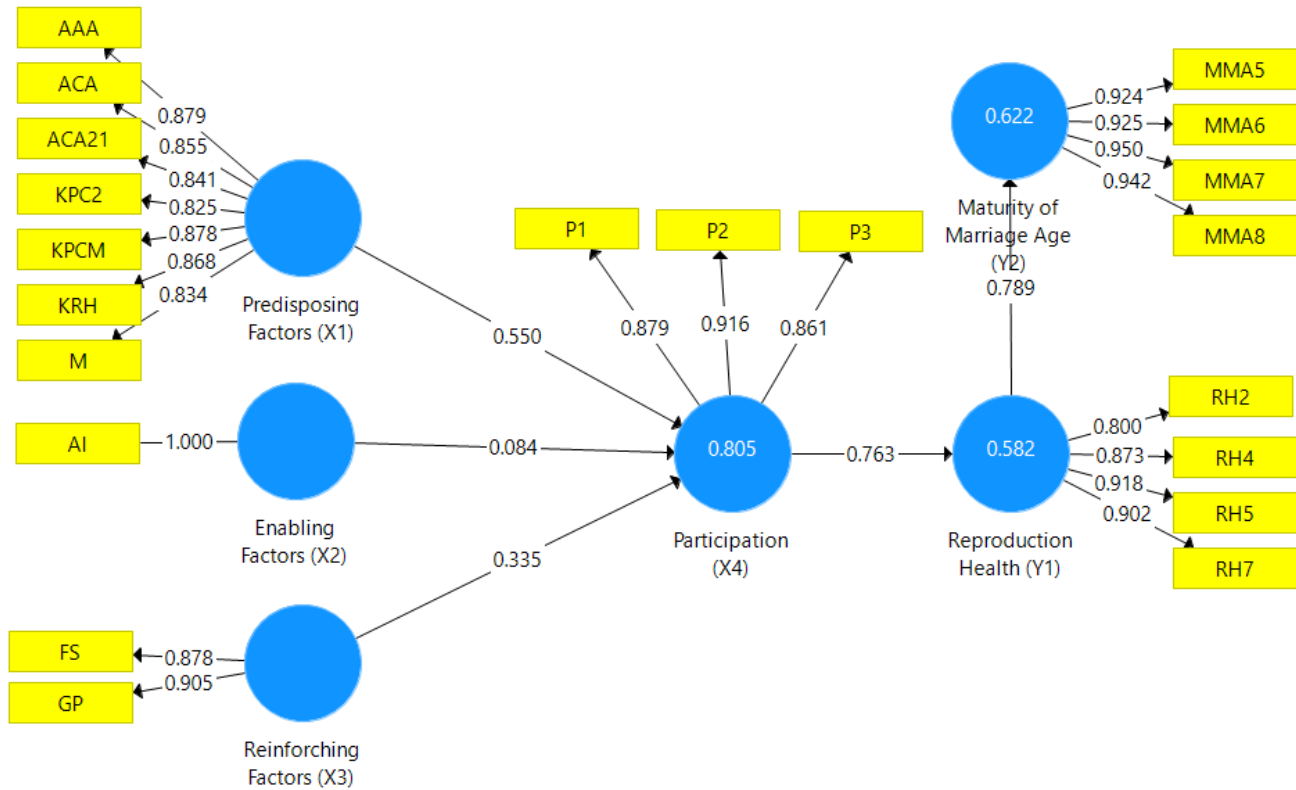 AAA
ACA
ACA21
KPC2
KPCM
KRH
M
0.879
0.855
0.841
0.825
0.878
0.868
0.834
Predisposing
Factors (X1)
AI
1.000
Enabling
Factors (X2)
FS
GP
0.878
0.905
Reinforching
Factors (X3)
0.550
0.084
0.335
P1
P2
P3
0.879
0.916
0.861
0.805
Participation
(X4)
0.763
0.582
Reproduction
Health (Y1)
0.789
0.622
Maturity of
Marriage Age
(Y2)
0.924
0.925
0.950
0.942
MMA5
MMA6
MMA7
MMA8
0.800
0.873
0.918
0.902
RH2
RH4
RH5
RH7